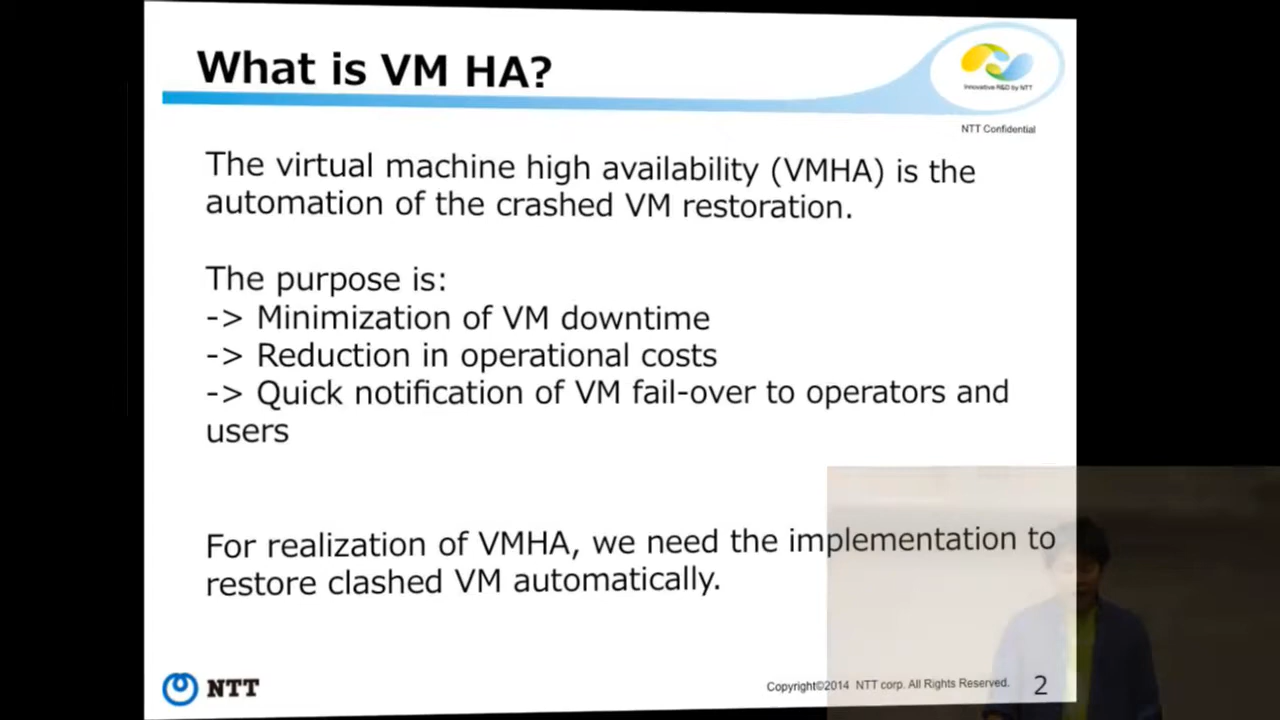 What is VM HA?
Innovative R&D by NTT
NTT Confidential
The virtual machine high availability (VMHA) is the
automation of the crashed VM restoration.
The purpose is:
-> Minimization of VM downtime
-> Reduction in operational costs
-> Quick notification of VM fail-over to operators and
users
For realization of VMHA, we need the implementation to
restore clashed VM automatically.
NTT
Copyright©2014 NTT corp. All Rights Reserved.
2